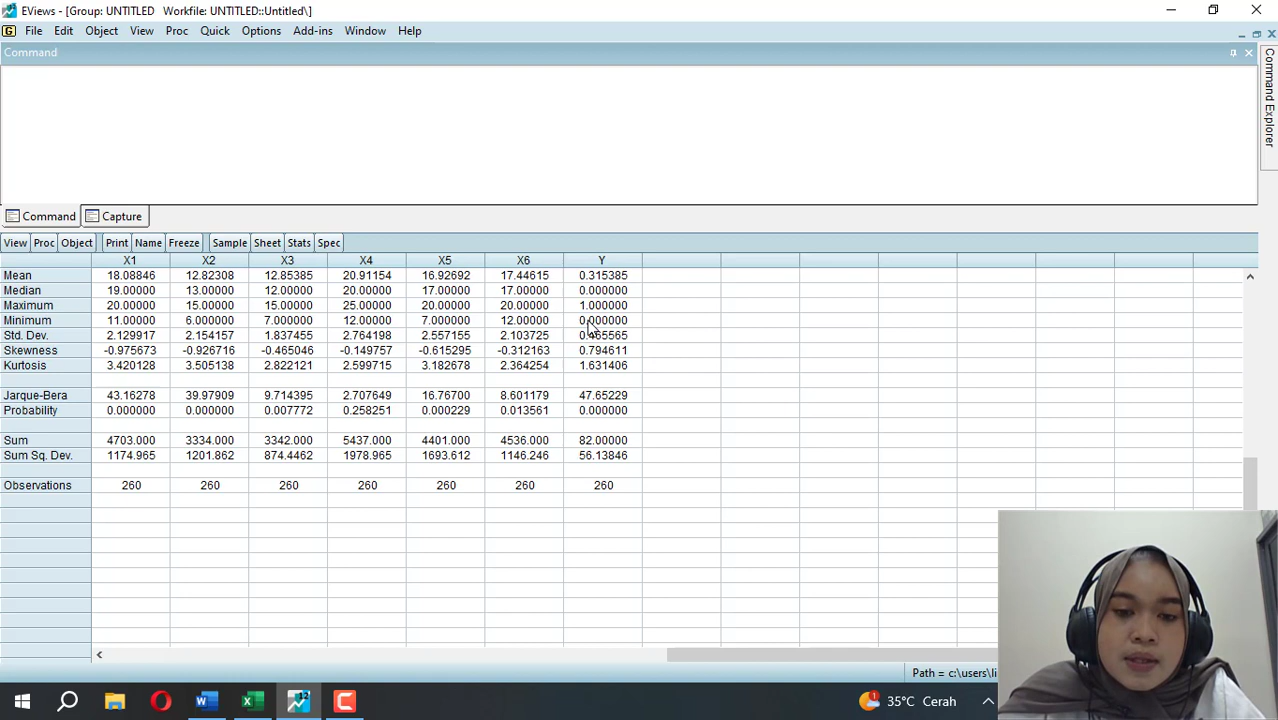 EViews - [Group: UNTITLED Workfile: UNTITLED::Untitled\]
File Edit Object View Proc Quick Options Add-ins Window Help
Command
Command Explorer
Command Capture
View Proc Object Print Name Freeze Sample Sheet Stats Spec
X1 X2 X3 X4 X5 X6 Y
Mean 18.08846 12.82308 12.85385 20.91154 16.92692 17.44615 0.315385
Median 19.00000 13.00000 12.00000 20.00000 17.00000 17.00000 0.000000
Maximum 20.00000 15.00000 15.00000 25.00000 20.00000 20.00000 1.000000
Minimum 11.00000 6.000000 7.000000 12.00000 7.000000 12.00000 0.000000
Std. Dev. 2.129917 2.154157 1.837455 2.764198 2.557155 2.103725 0.465565
Skewness -0.975673 -0.926716 -0.465046 -0.149757 -0.615295 -0.312163 0.794611
Kurtosis 3.420128 3.505138 2.822121 2.599715 3.182678 2.364254 1.631406
Jarque-Bera 43.16278 39.97909 9.714395 2.707649 16.76700 8.601179 47.65229
Probability 0.000000 0.000000 0.007772 0.258251 0.000229 0.013561 0.000000
Sum 4703.000 3334.000 3342.000 5437.000 4401.000 4536.000 82.00000
Sum Sq. Dev. 1174.965 1201.862 874.4462 1978.965 1693.612 1146.246 56.13846
Observations 260 260 260 260 260 260 260
Path = c:\users\li
35°C Cerah